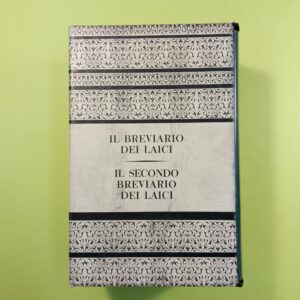 IL BREVIARIO
DEI LAICI
IL SECONDO
BREVIARIO
DEI LAICI